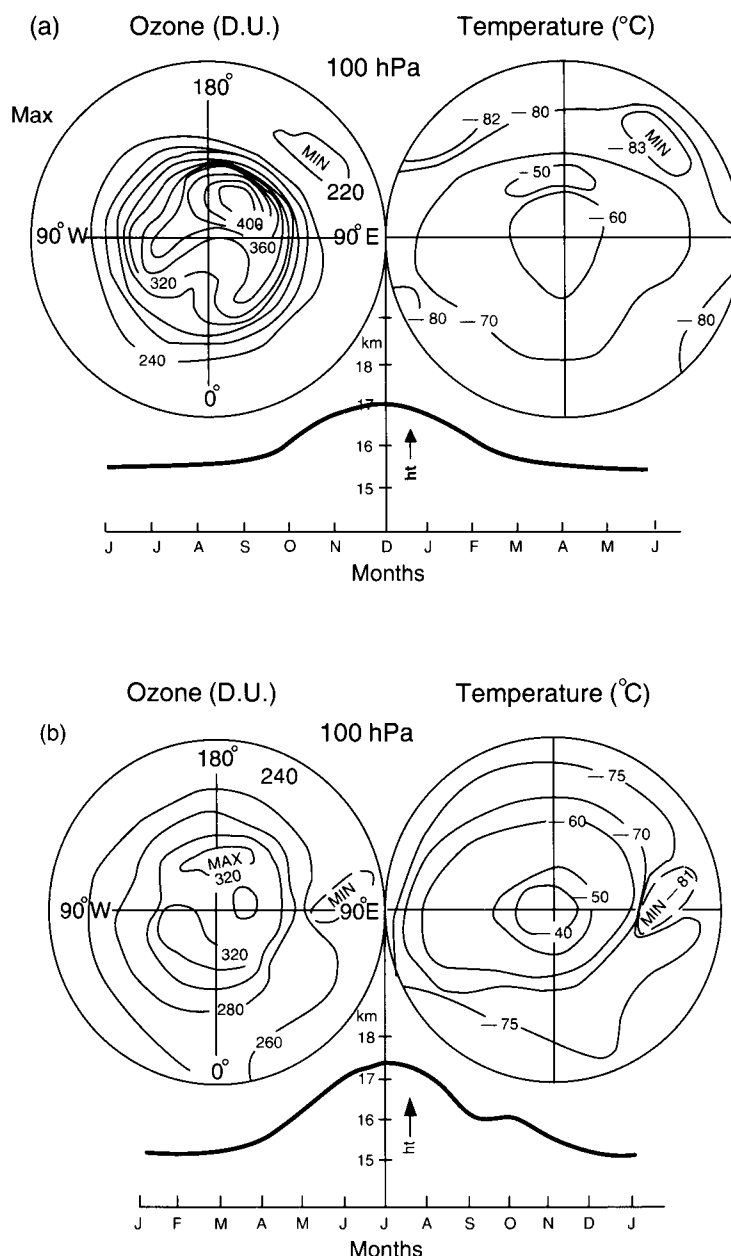 (a) Ozone (D.U.) Temperature (°C)
100 hPa
180°
Max
MIN
220
400
90° W
90° E
360
320
240
0°
— 82
— 80
MIN
— 83
— 50
— 60
— 80
— 70
— 80
km
18
17
16
15
ht
J J A S O N D J F M A M J
Months
Ozone (D.U.) Temperature (°C)
(b)
100 hPa
180°
240
MAX
320
MIN
90° W
90° E
320
280
260
0°
— 75
— 70
— 60
— 50
— 40
MIN — 81
— 75
km
18
17
16
15
ht
J F M A M J J A S O N D J
Months